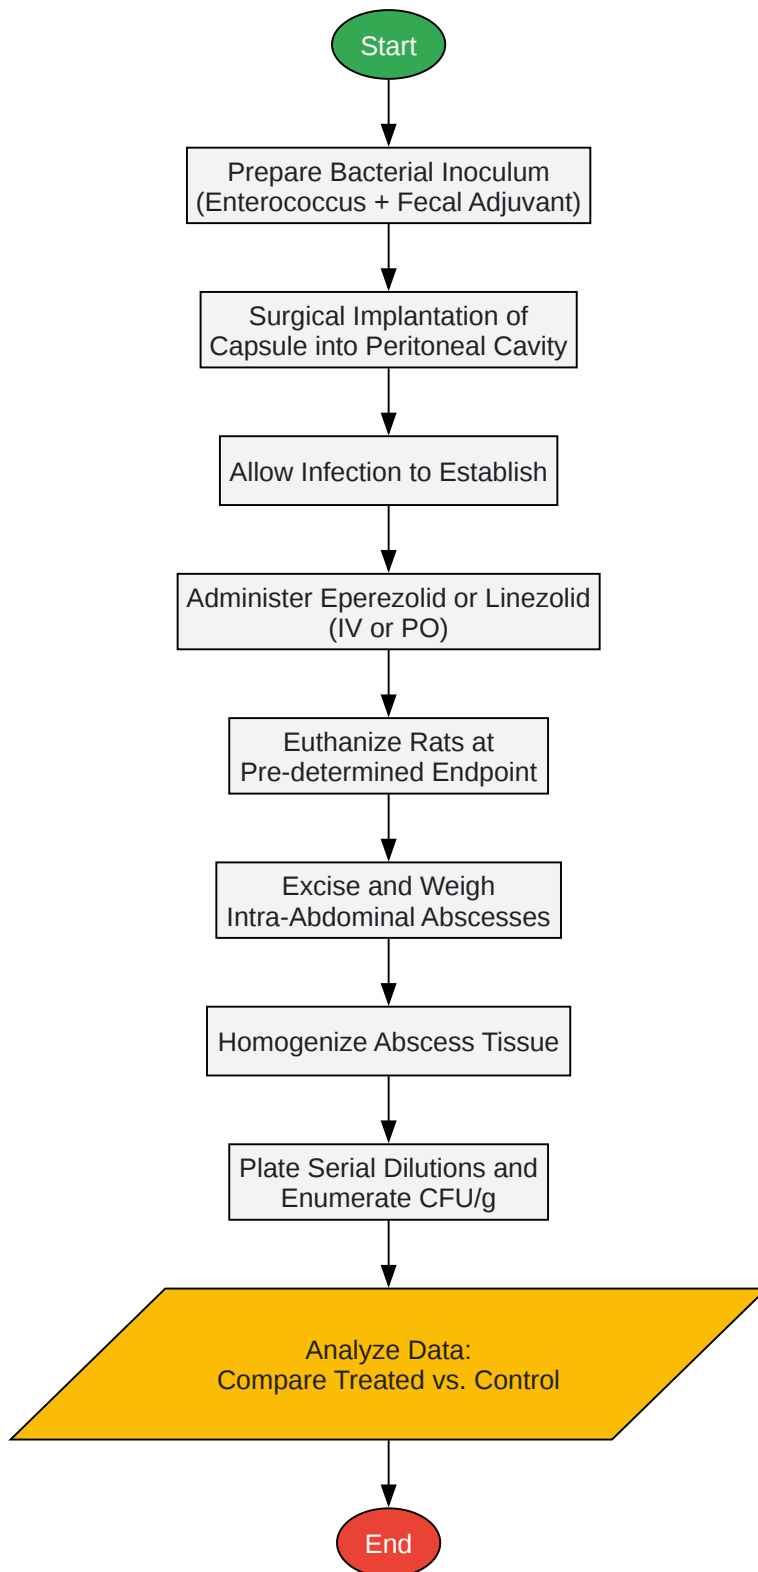 Start
Prepare Bacterial Inoculum
(Enterococcus + Fecal Adjuvant)
Surgical Implantation of
Capsule into Peritoneal Cavity
Allow Infection to Establish
Administer Eperezolid or Linezolid
(IV or PO)
Euthanize Rats at
Pre-determined Endpoint
Excise and Weigh
Intra-Abdominal Abscesses
Homogenize Abscess Tissue
Plate Serial Dilutions and
Enumerate CFU/g
Analyze Data:
Compare Treated vs. Control
End